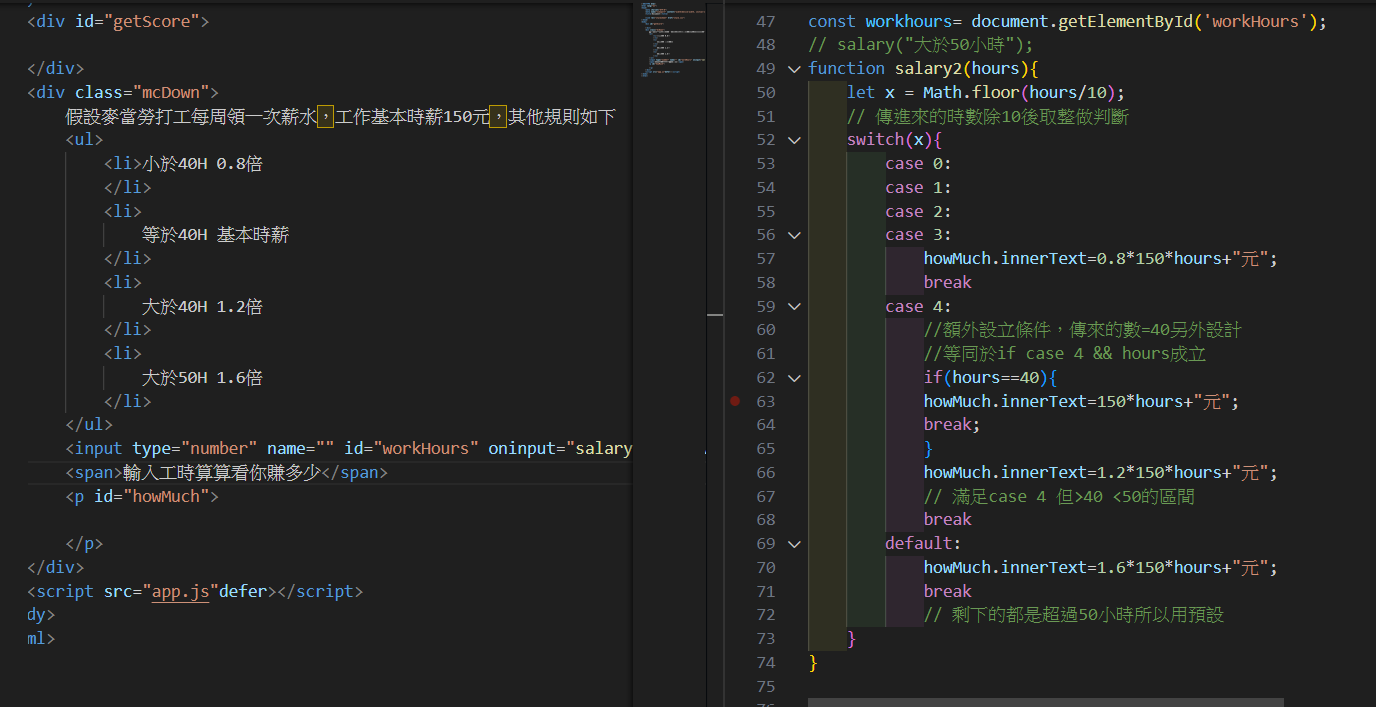 <div id="getScore">
</div>
<div class="mcDown">
假設麥當勞打工每周領一次薪水，工作基本時薪150元，其他規則如下
<ul>
<li>小於40H 0.8倍
</li>
<li>
等於40H 基本時薪
</li>
<li>
大於40H 1.2倍
</li>
<li>
大於50H 1.6倍
</li>
</ul>
<input type="number" name="" id="workHours" oninput="salary
<span>輸入工時算算看你賺多少</span>
<p id="howMuch">
</p>
</div>
<script src="app.js"defer></script>
dy>
ml>
47 const workhours= document.getElementById('workHours');
48 // salary("大於50小時");
49 function salary2(hours){
50 let x = Math.floor(hours/10);
51 // 傳進來的時數除10後取整做判斷
52 switch(x){
53 case 0:
54 case 1:
55 case 2:
56 case 3:
57 howMuch.innerText=0.8*150*hours+"元";
58 break
59 case 4:
60 //額外設立條件，傳來的數=40另外設計
61 //等同於if case 4 && hours成立
62 if(hours==40){
63 howMuch.innerText=150*hours+"元";
64 break;
65 }
66 howMuch.innerText=1.2*150*hours+"元";
67 // 滿足case 4 但>40 <50的區間
68 break
69 default:
70 howMuch.innerText=1.6*150*hours+"元";
71 break
72 // 剩下的都是超過50小時所以用預設
73 }
74 }
75